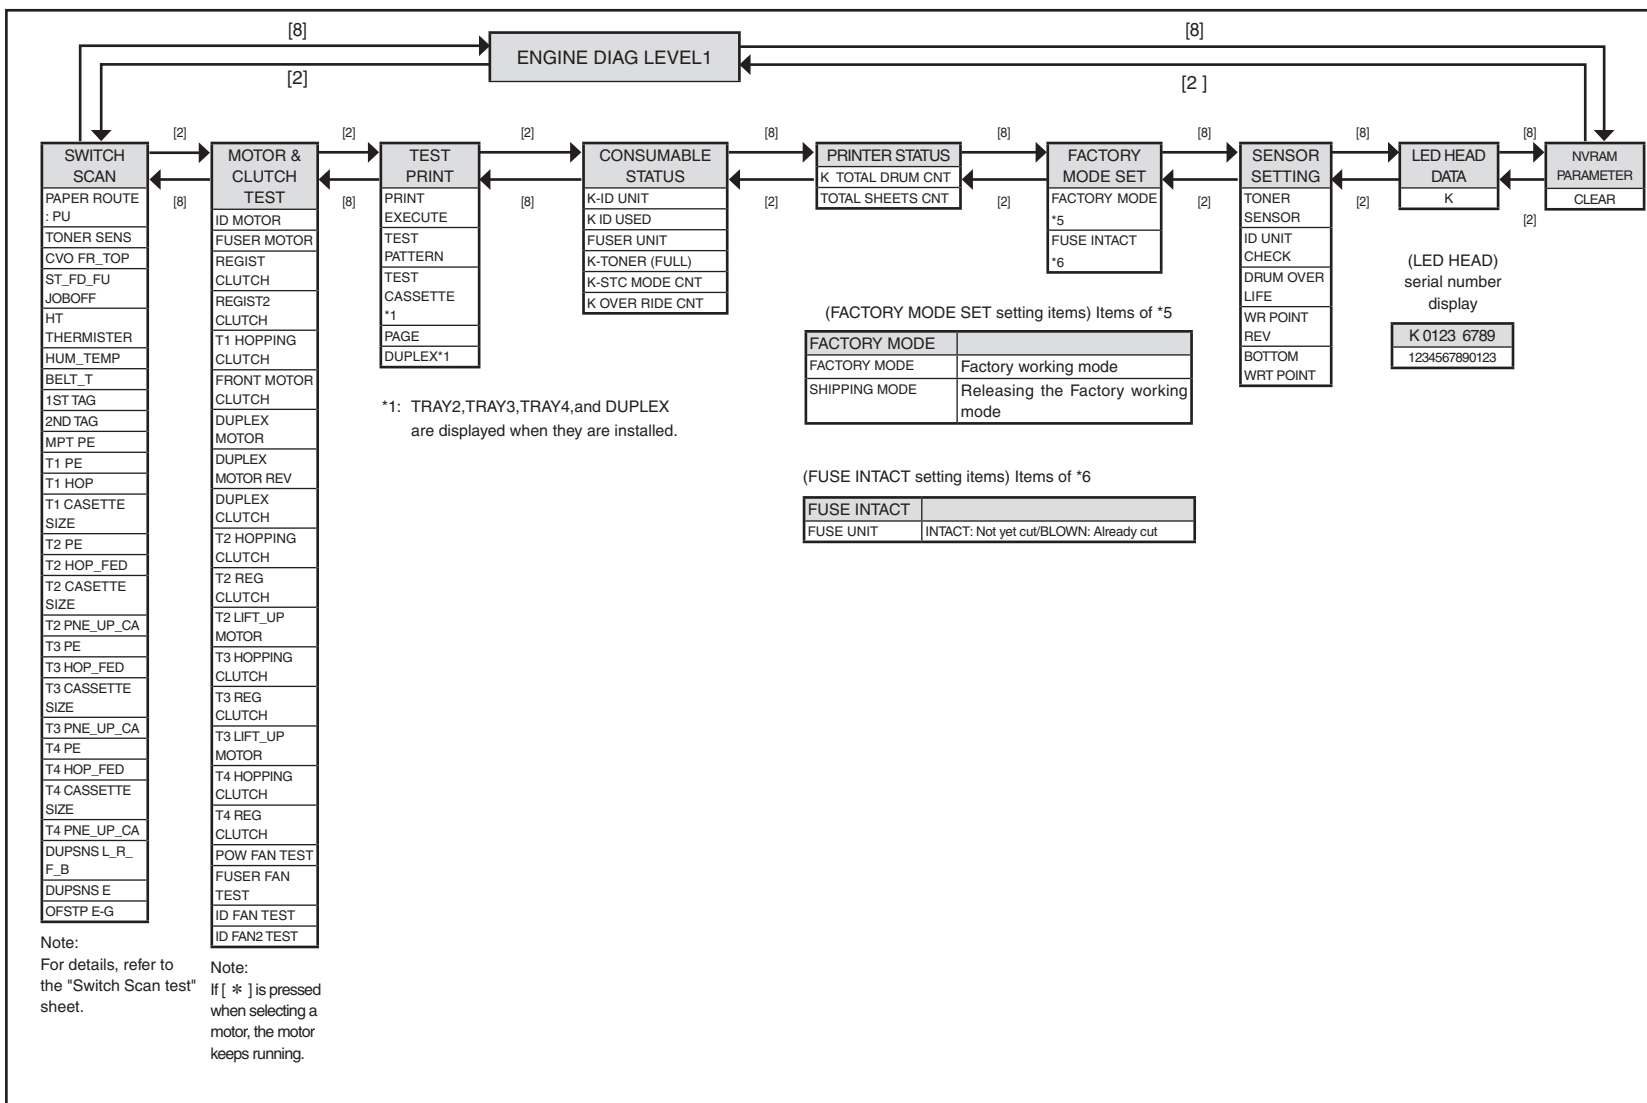 [8]
[8]
ENGINE DIAG LEVEL1
[2]
[2 ]
[2]
[2]
[2]
[8]
[8]
[8]
[8]
[8]
[8]
[8]
[8]
[2]
[2]
[2]
[2]
[2]
SWITCH
SCAN
PAPER ROUTE
: PU
TONER SENS
CVO FR_TOP
ST_FD_FU
JOBOFF
HT
THERMISTER
HUM_TEMP
BELT_T
1ST TAG
2ND TAG
MPT PE
T1 PE
T1 HOP
T1 CASETTE
SIZE
T2 PE
T2 HOP_FED
T2 CASETTE
SIZE
T2 PNE_UP_CA
T3 PE
T3 HOP_FED
T3 CASSETTE
SIZE
T3 PNE_UP_CA
T4 PE
T4 HOP_FED
T4 CASSETTE
SIZE
T4 PNE_UP_CA
DUPSNS L_R_
F_B
DUPSNS E
OFSTP E-G
Note:
For details, refer to
the "Switch Scan test"
sheet.
MOTOR &
CLUTCH
TEST
ID MOTOR
FUSER MOTOR
REGIST
CLUTCH
REGIST2
CLUTCH
T1 HOPPING
CLUTCH
FRONT MOTOR
CLUTCH
DUPLEX
MOTOR
DUPLEX
MOTOR REV
DUPLEX
CLUTCH
T2 HOPPING
CLUTCH
T2 REG
CLUTCH
T2 LIFT_UP
MOTOR
T3 HOPPING
CLUTCH
T3 REG
CLUTCH
T3 LIFT_UP
MOTOR
T4 HOPPING
CLUTCH
T4 REG
CLUTCH
POW FAN TEST
FUSER FAN
TEST
ID FAN TEST
ID FAN2 TEST
Note:
If [ * ] is pressed
when selecting a
motor, the motor
keeps running.
TEST
PRINT
PRINT
EXECUTE
TEST
PATTERN
TEST
CASSETTE
*1
PAGE
DUPLEX*1
*1: TRAY2,TRAY3,TRAY4,and DUPLEX
are displayed when they are installed.
CONSUMABLE
STATUS
K-ID UNIT
K ID USED
FUSER UNIT
K-TONER (FULL)
K-STC MODE CNT
K OVER RIDE CNT
PRINTER STATUS
K TOTAL DRUM CNT
TOTAL SHEETS CNT
FACTORY
MODE SET
FACTORY MODE
*5
FUSE INTACT
*6
SENSOR
SETTING
TONER
SENSOR
ID UNIT
CHECK
DRUM OVER
LIFE
WR POINT
REV
BOTTOM
WRT POINT
LED HEAD
DATA
K
(LED HEAD)
serial number
display
K 0123 6789
1234567890123
NVRAM
PARAMETER
CLEAR
(FACTORY MODE SET setting items) Items of *5
FACTORY MODE
FACTORY MODE Factory working mode
SHIPPING MODE Releasing the Factory working
mode
(FUSE INTACT setting items) Items of *6
FUSE INTACT
FUSE UNIT INTACT: Not yet cut/BLOWN: Already cut